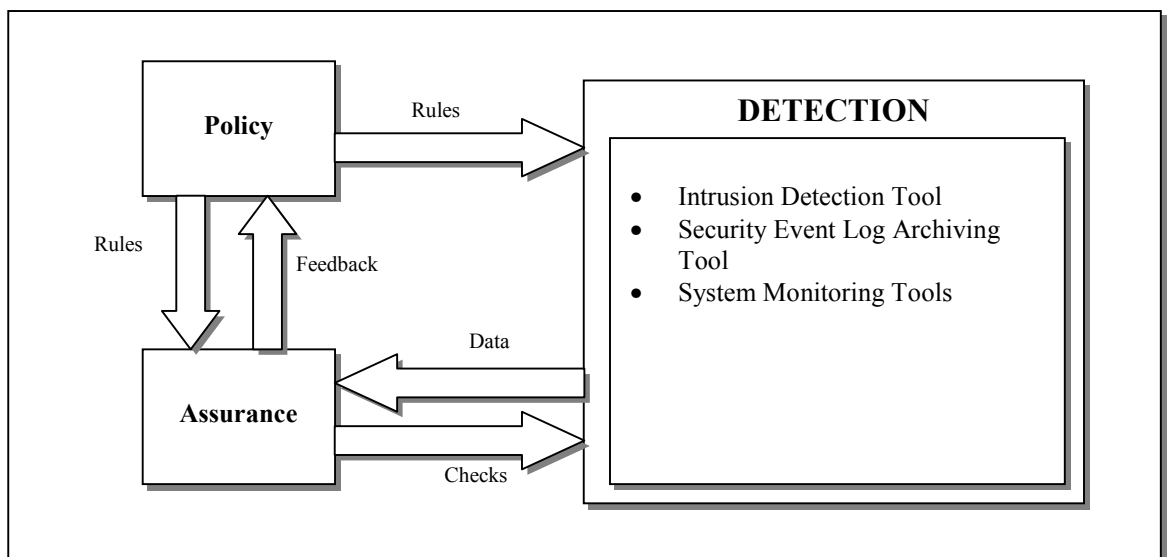 Policy
Rules
DETECTION
• Intrusion Detection Tool
• Security Event Log Archiving
Tool
• System Monitoring Tools
Rules
Feedback
Data
Assurance
Checks